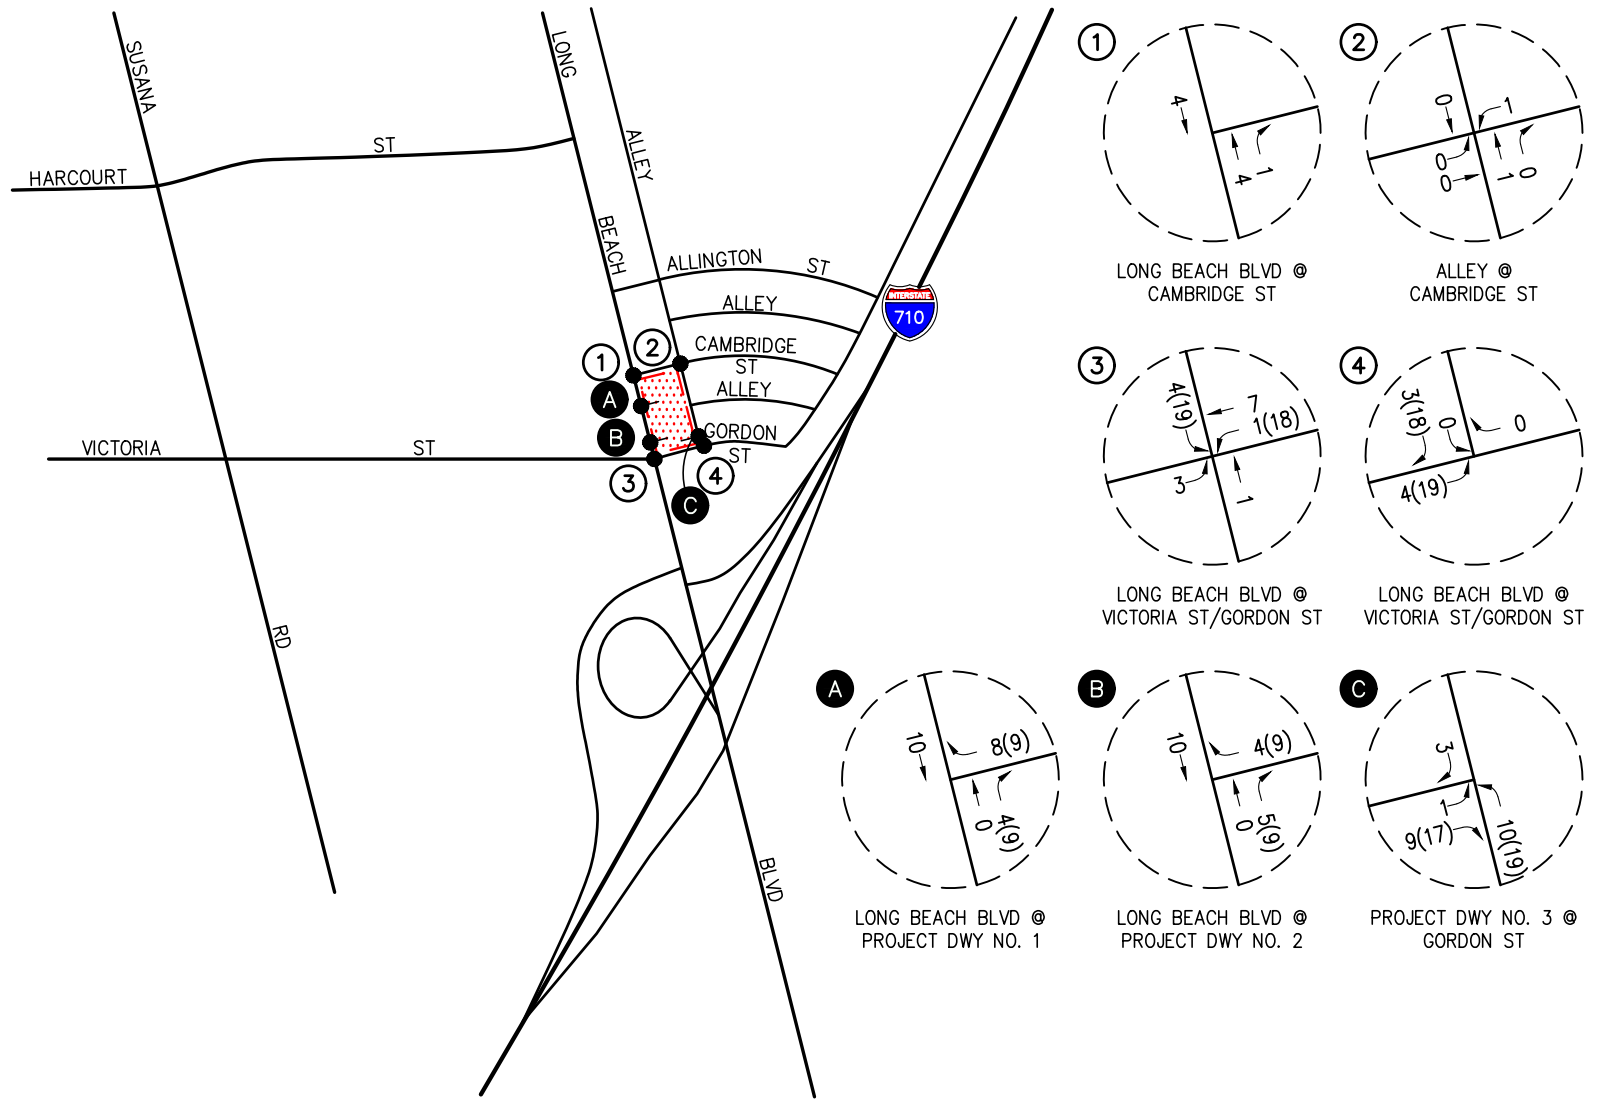 SUSANA
RD
HARCOURT
ST
VICTORIA
ST
LONG
BEACH
BLVD
ALLEY
ALLINGTON ST
ALLEY
CAMBRIDGE
ST
ALLEY
GORDON
ST
INTERSTATE
710
1
2
A
B
3
4
C
1
4
4
1
LONG BEACH BLVD @
CAMBRIDGE ST
2
0
1
0
0
1
0
ALLEY @
CAMBRIDGE ST
3
4(19)
7
1(18)
3
1
LONG BEACH BLVD @
VICTORIA ST/GORDON ST
4
3(18)
0
0
4(19)
LONG BEACH BLVD @
VICTORIA ST/GORDON ST
A
10
8(9)
0
4(9)
LONG BEACH BLVD @
PROJECT DWY NO. 1
B
10
4(9)
0
5(9)
LONG BEACH BLVD @
PROJECT DWY NO. 2
C
3
1
9(17)
10(19)
PROJECT DWY NO. 3 @
GORDON ST